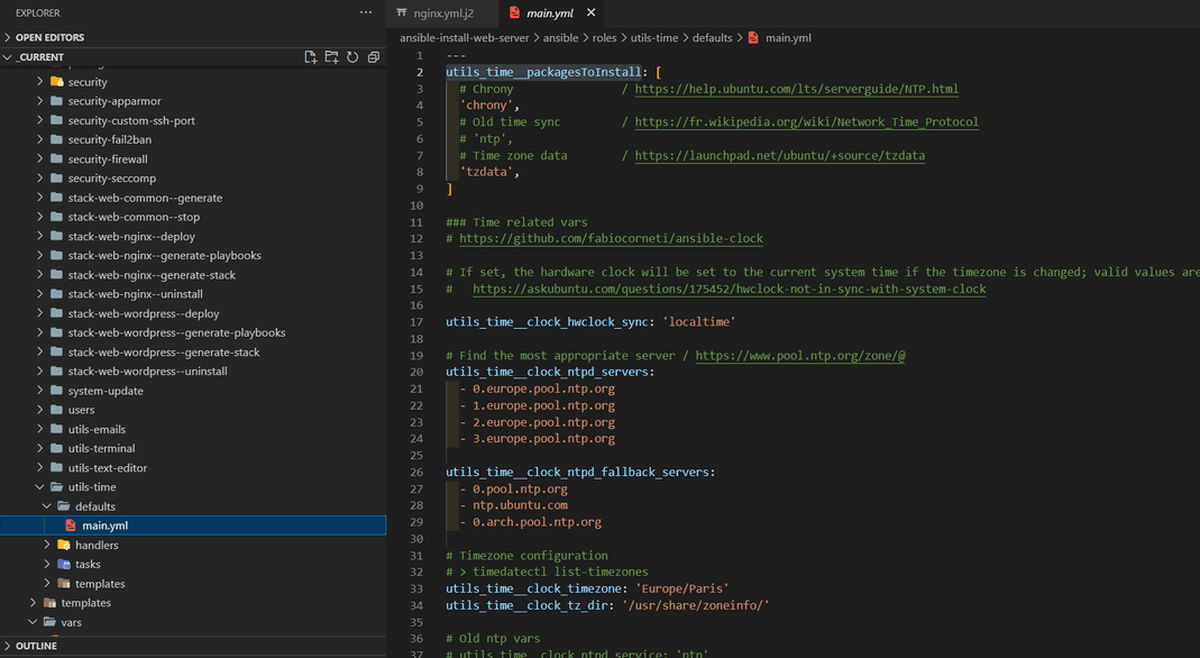 EXPLORER ...
OPEN EDITORS
_CURRENT
security
security-apparmor
security-custom-ssh-port
security-fail2ban
security-firewall
security-seccomp
stack-web-common--generate
stack-web-common--stop
stack-web-nginx--deploy
stack-web-nginx--generate-playbooks
stack-web-nginx--generate-stack
stack-web-nginx--uninstall
stack-web-wordpress--deploy
stack-web-wordpress--generate-playbooks
stack-web-wordpress--generate-stack
stack-web-wordpress--uninstall
system-update
users
utils-emails
utils-terminal
utils-text-editor
utils-time
defaults
main.yml
handlers
tasks
templates
templates
vars
OUTLINE
nginx.yml.j2 main.yml ×
ansible-install-web-server > ansible > roles > utils-time > defaults > main.yml
1 ---
2 utils_time__packagesToInstall: [
3 # Chrony / https://help.ubuntu.com/lts/serverguide/NTP.html
4 'chrony',
5 # Old time sync / https://fr.wikipedia.org/wiki/Network_Time_Protocol
6 # 'ntp',
7 # Time zone data / https://launchpad.net/ubuntu/+source/tzdata
8 'tzdata',
9 ]
10
11 ### Time related vars
12 # https://github.com/fabiocorneti/ansible-clock
13
14 # If set, the hardware clock will be set to the current system time if the timezone is changed; valid values are
15 # https://askubuntu.com/questions/175452/hwclock-not-in-sync-with-system-clock
16
17 utils_time__clock_hwclock_sync: 'localtime'
18
19 # Find the most appropriate server / https://www.pool.ntp.org/zone/@
20 utils_time__clock_ntpd_servers:
21 - 0.europe.pool.ntp.org
22 - 1.europe.pool.ntp.org
23 - 2.europe.pool.ntp.org
24 - 3.europe.pool.ntp.org
25
26 utils_time__clock_ntpd_fallback_servers:
27 - 0.pool.ntp.org
28 - ntp.ubuntu.com
29 - 0.arch.pool.ntp.org
30
31 # Timezone configuration
32 # > timedatectl list-timezones
33 utils_time__clock_timezone: 'Europe/Paris'
34 utils_time__clock_tz_dir: '/usr/share/zoneinfo/'
35
36 # Old ntp vars
37 # utils_time__clock_ntpd_service: 'ntp'